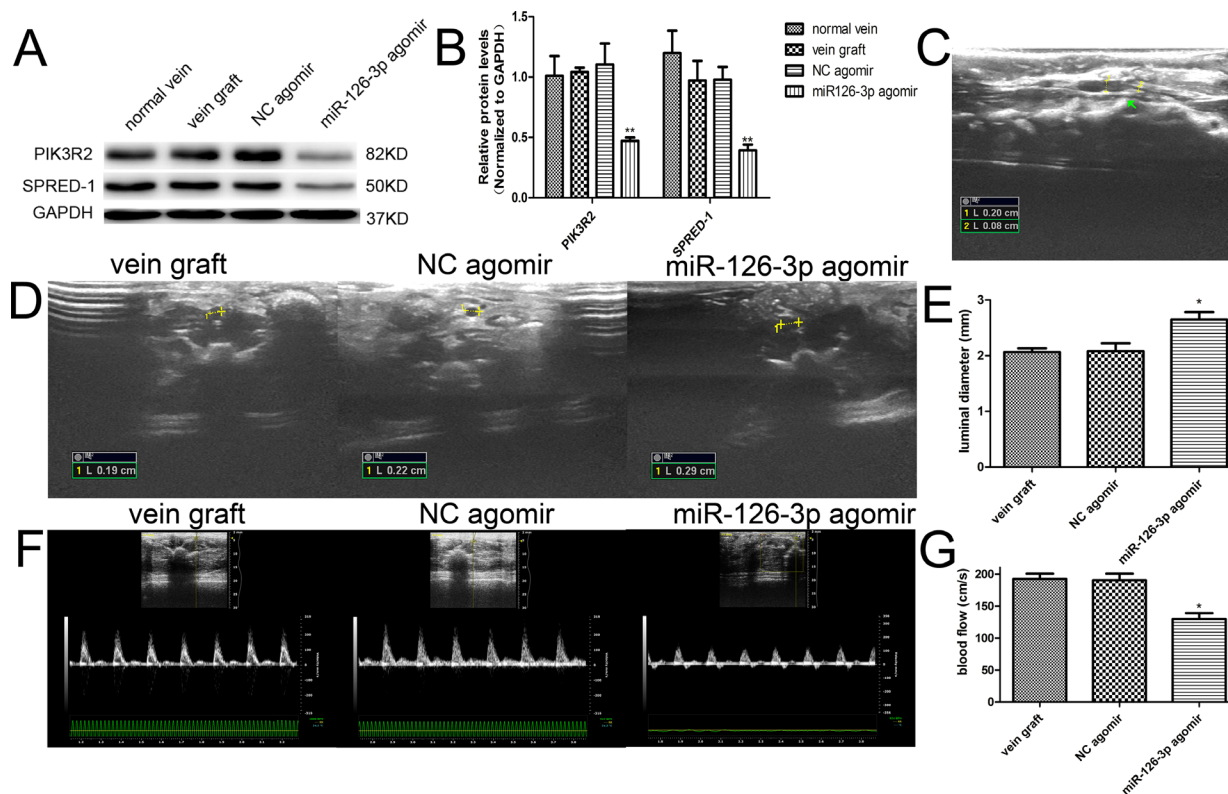 A
normal vein
vein graft
NC agomir
miR-126-3p agomir
PIK3R2
82KD
SPRED-1
50KD
GAPDH
37KD
B
Relative protein levels
(Normalized to GAPDH)
1.5
1.0
0.5
0.0
**
**
PIK3R2
SPRED-1
normal vein
vein graft
NC agomir
miR126-3p agomir
C
1 L 0.20 cm
2 L 0.08 cm
D
vein graft
NC agomir
miR-126-3p agomir
1 L 0.19 cm
1 L 0.22 cm
1 L 0.29 cm
E
luminal diameter (mm)
3
2
1
0
*
vein graft
NC agomir
miR-126-3p agomir
F
vein graft
NC agomir
miR-126-3p agomir
G
blood flow (cm/s)
200
150
100
50
0
*
vein graft
NC agomir
miR-126-3p agomir